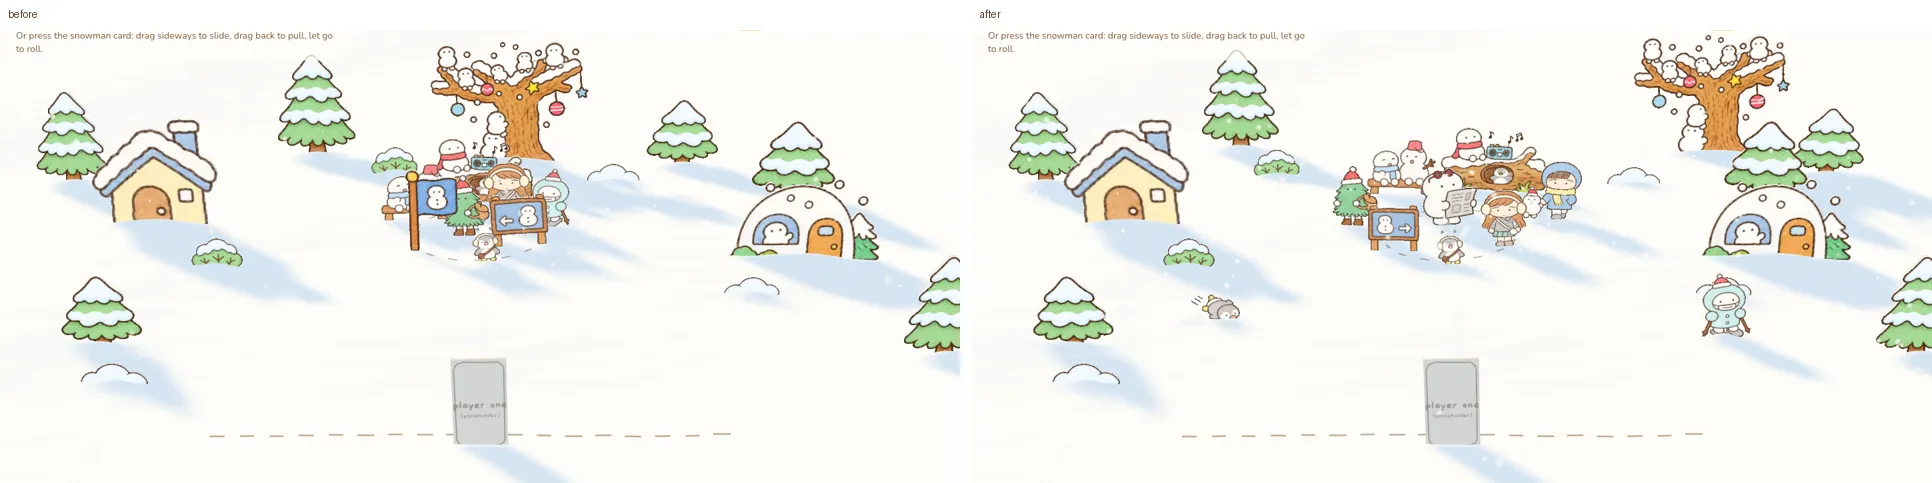 before
Or press the snowman card: drag sideways to slide, drag back to pull, let go
to roll.
player one
(placeholder)
after
Or press the snowman card: drag sideways to slide, drag back to pull, let go
to roll.
player one
(placeholder)